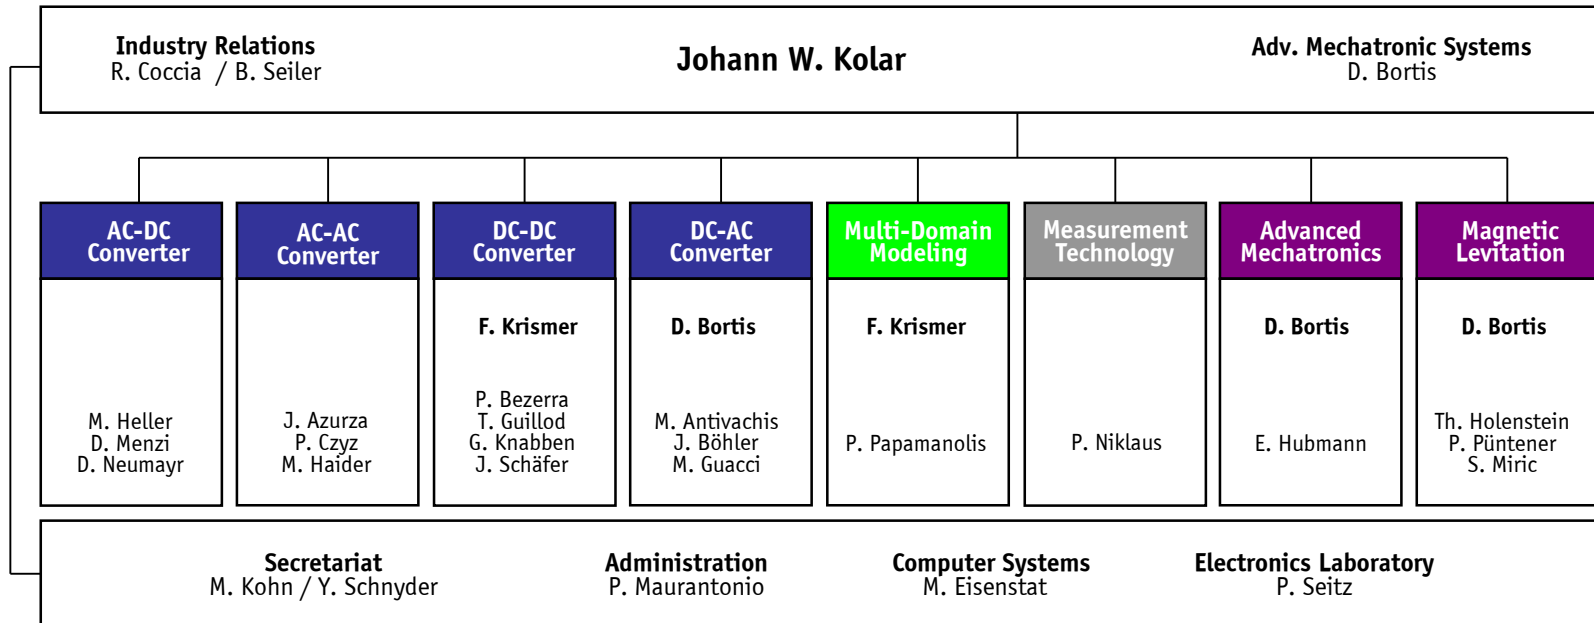 Industry Relations
R. Coccia / B. Seiler
Johann W. Kolar
Adv. Mechatronic Systems
D. Bortis
AC-DC
Converter
M. Heller
D. Menzi
D. Neumayr
AC-AC
Converter
J. Azurza
P. Czyz
M. Haider
DC-DC
Converter
F. Krismer
P. Bezerra
T. Guillod
G. Knabben
J. Schäfer
DC-AC
Converter
D. Bortis
M. Antivachis
J. Böhler
M. Guacci
Multi-Domain
Modeling
F. Krismer
P. Papamanolis
Measurement
Technology
P. Niklaus
Advanced
Mechatronics
D. Bortis
E. Hubmann
Magnetic
Levitation
D. Bortis
Th. Holenstein
P. Püntener
S. Miric
Secretariat
M. Kohn / Y. Schnyder
Administration
P. Maurantonio
Computer Systems
M. Eisenstat
Electronics Laboratory
P. Seitz